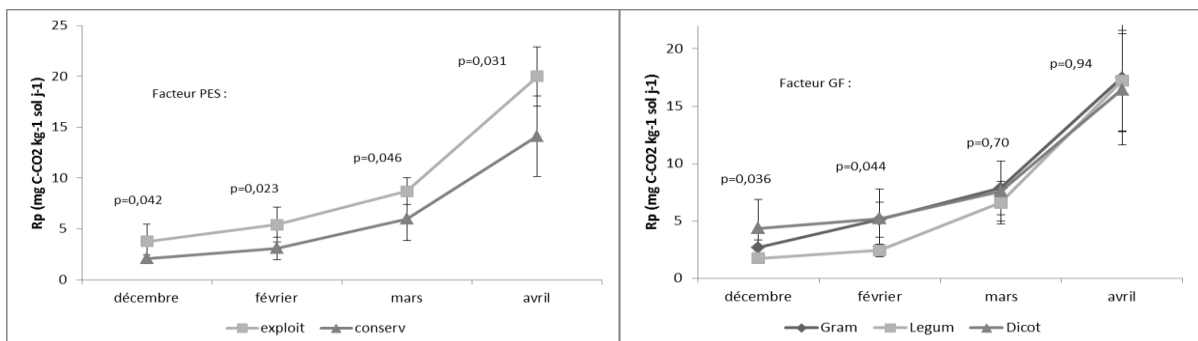 25
20
15
10
5
0
Rp (mg C-CO2 kg-1 sol j-1)
Facteur PES :
p=0,042
p=0,023
p=0,046
p=0,031
décembre
février
mars
avril
exploit
conserv
20
15
10
5
0
Rp (mg C-CO2 kg-1 sol j-1)
Facteur GF :
p=0,036
p=0,044
p=0,70
p=0,94
décembre
février
mars
avril
Gram
Legum
Dicot